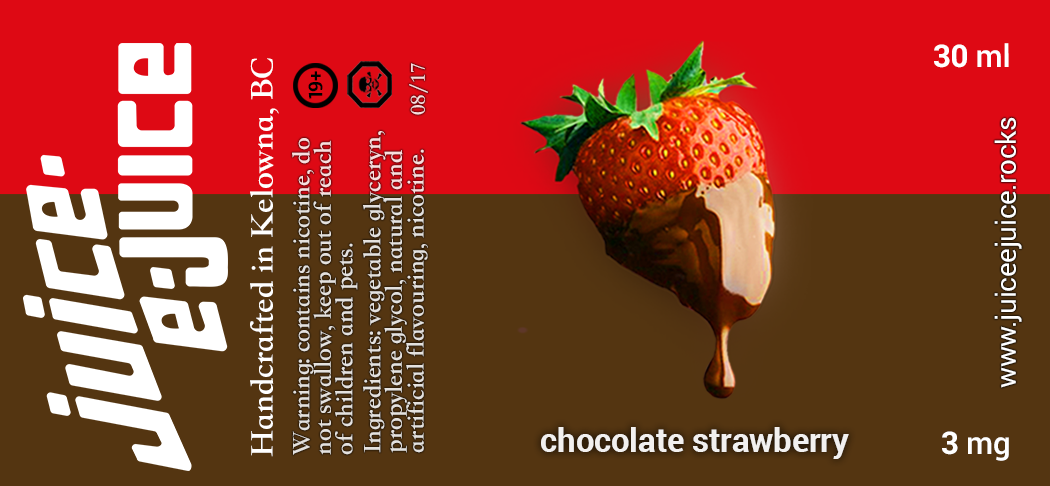 juice·
e·juice
Handcrafted in Kelowna, BC
19+
Warning: contains nicotine, do
not swallow, keep out of reach
of children and pets.
Ingredients: vegetable glyceryn,
propylene glycol, natural and
artificial flavouring, nicotine.
08/17
chocolate strawberry
30 ml
www.juiceejuice.rocks
3 mg